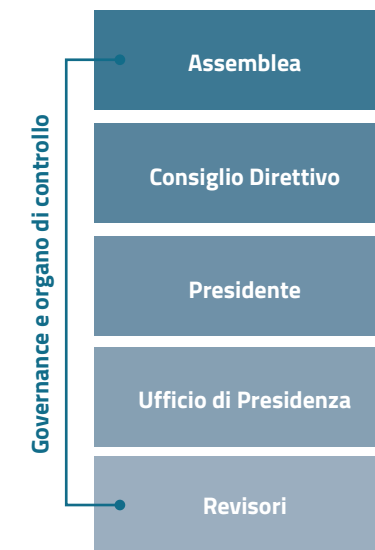 Governance e organo di controllo
Assemblea
Consiglio Direttivo
Presidente
Ufficio di Presidenza
Revisori